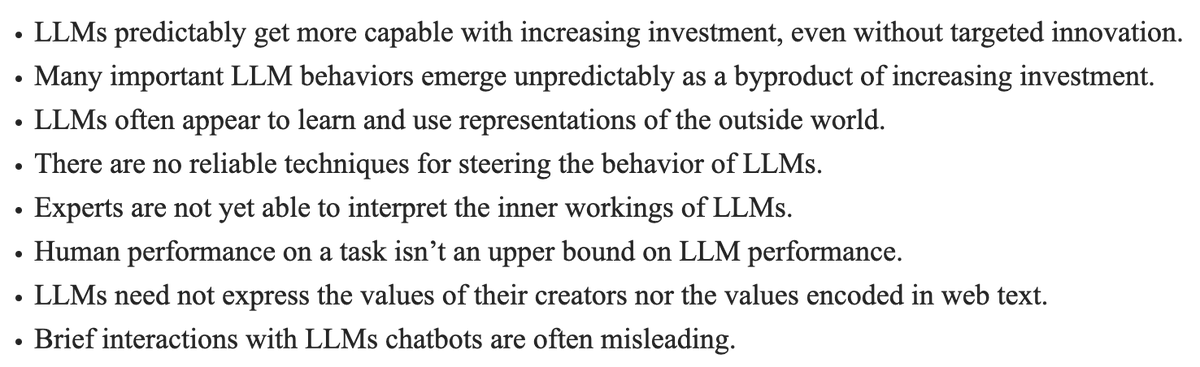 • LLMs predictably get more capable with increasing investment, even without targeted innovation.
• Many important LLM behaviors emerge unpredictably as a byproduct of increasing investment.
• LLMs often appear to learn and use representations of the outside world.
• There are no reliable techniques for steering the behavior of LLMs.
• Experts are not yet able to interpret the inner workings of LLMs.
• Human performance on a task isn’t an upper bound on LLM performance.
• LLMs need not express the values of their creators nor the values encoded in web text.
• Brief interactions with LLMs chatbots are often misleading.